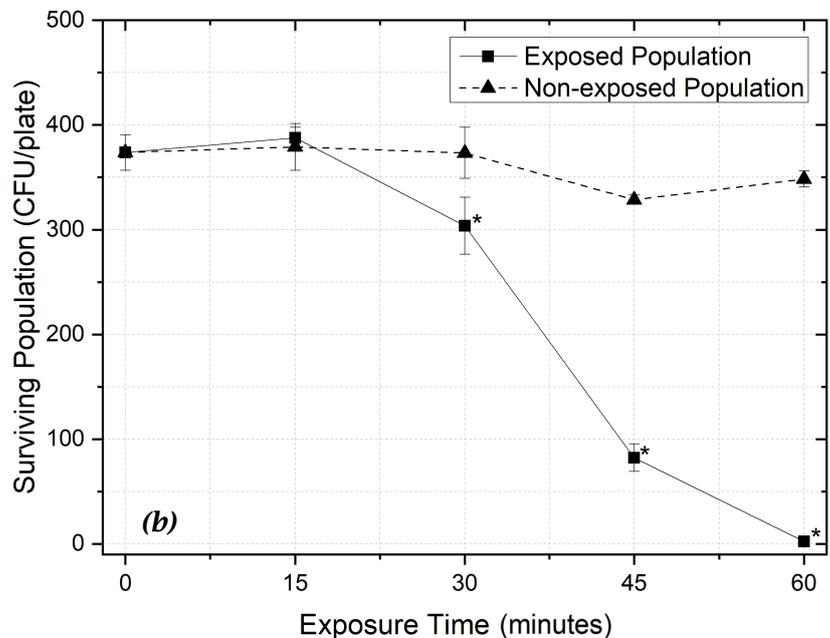 500
400
300
200
100
0
Surviving Population (CFU/plate)
Exposed Population
Non-exposed Population
*
*
*
(b)
0 15 30 45 60
Exposure Time (minutes)